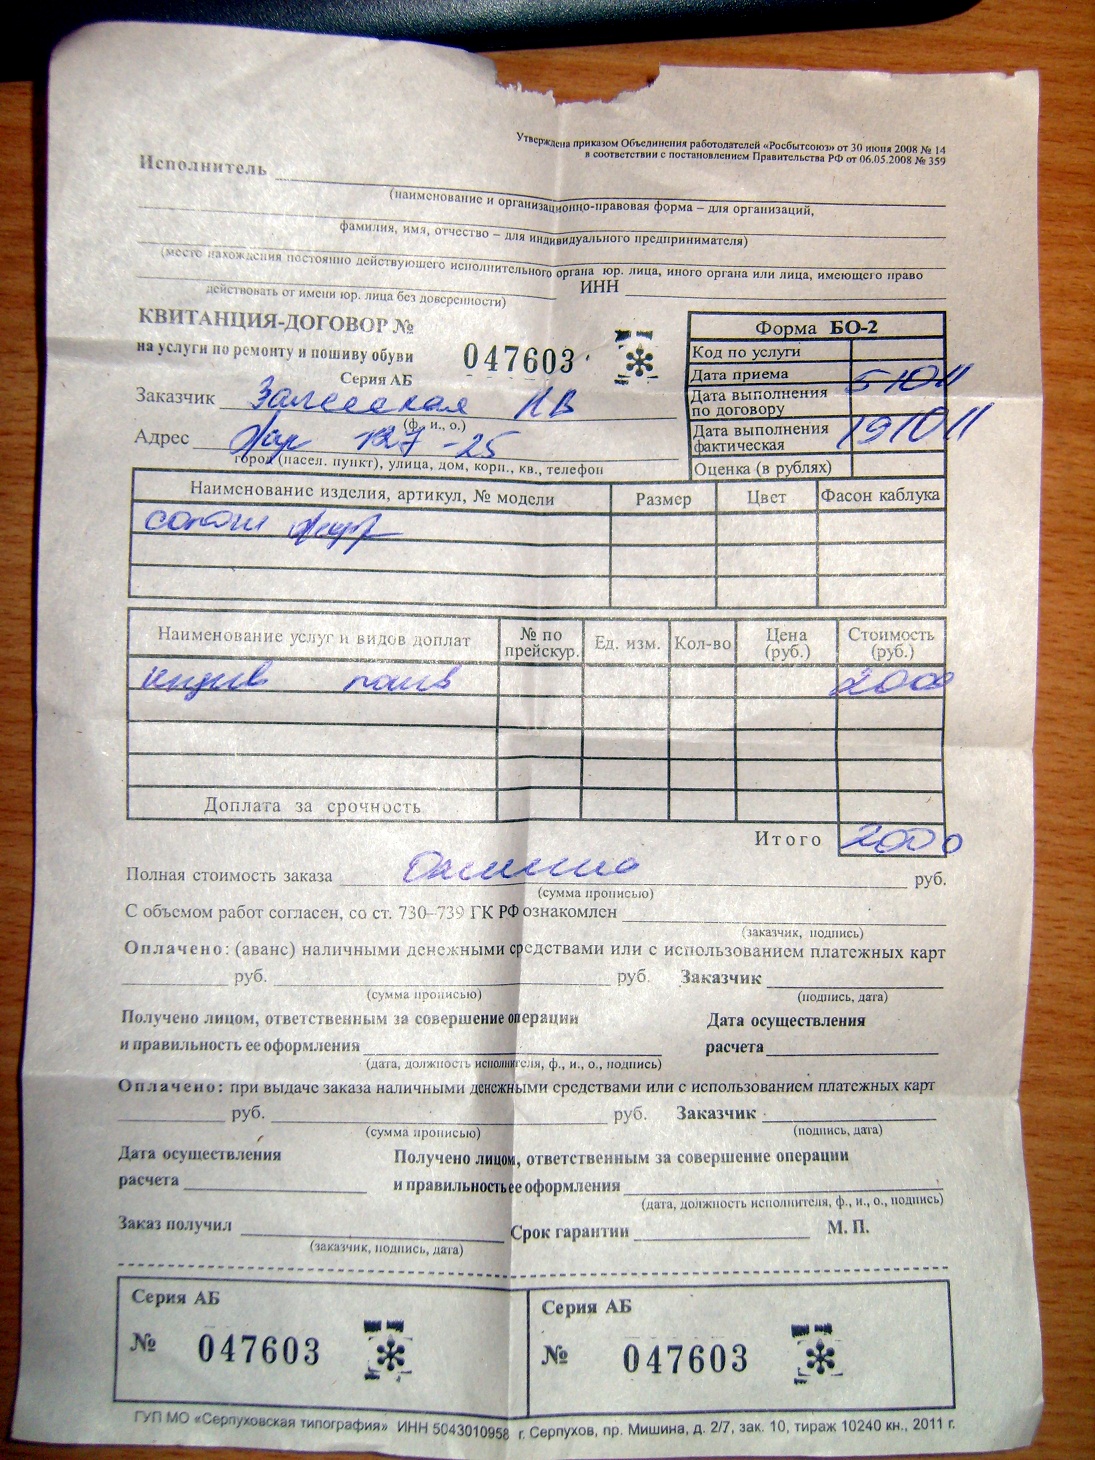 Утверждена приказом Объединения работодателей «Росбытсоюз» от 30 июня 2008 № 14
в соответствии с постановлением Правительства РФ от 06.05.2008 № 359
Исполнитель
(наименование и организационно-правовая форма – для организаций,
фамилия, имя, отчество – для индивидуального предпринимателя)
(место нахождения постоянно действующего исполнительного органа юр. лица, иного органа или лица, имеющего право
действовать от имени юр. лица без доверенности) ИНН
КВИТАНЦИЯ-ДОГОВОР №
на услуги по ремонту и пошиву обуви 047603
Серия АБ
Форма БО-2
Код по услуги
Дата приема 5 10 11
Дата выполнения по договору
Дата выполнения фактическая 19 10 11
Оценка (в рублях)
Заказчик
(ф., и., о.)
Адрес 127 -25
город (насел. пункт), улица, дом, корп., кв., телефон
Наименование изделия, артикул, № модели Размер Цвет Фасон каблука
сапоги
Наименование услуг и видов доплат № по прейскур. Ед. изм. Кол-во Цена (руб.) Стоимость (руб.)
индив пошив 2000
Доплата за срочность
Итого 2000
Полная стоимость заказа руб.
(сумма прописью)
С объемом работ согласен, со ст. 730–739 ГК РФ ознакомлен
(заказчик, подпись)
Оплачено: (аванс) наличными денежными средствами или с использованием платежных карт
руб. руб. Заказчик
(сумма прописью) (подпись, дата)
Получено лицом, ответственным за совершение операции Дата осуществления
и правильность ее оформления расчета
(дата, должность исполнителя, ф., и., о., подпись)
Оплачено: при выдаче заказа наличными денежными средствами или с использованием платежных карт
руб. руб. Заказчик
(сумма прописью) (подпись, дата)
Дата осуществления Получено лицом, ответственным за совершение операции
расчета и правильность ее оформления
(дата, должность исполнителя, ф., и., о., подпись)
Заказ получил Срок гарантии М. П.
(заказчик, подпись, дата)
Серия АБ Серия АБ
№ 047603 № 047603
ГУП МО «Серпуховская типография» ИНН 5043010958 г. Серпухов, пр. Мишина, д. 2/7, зак. 10, тираж 10240 кн., 2011 г.